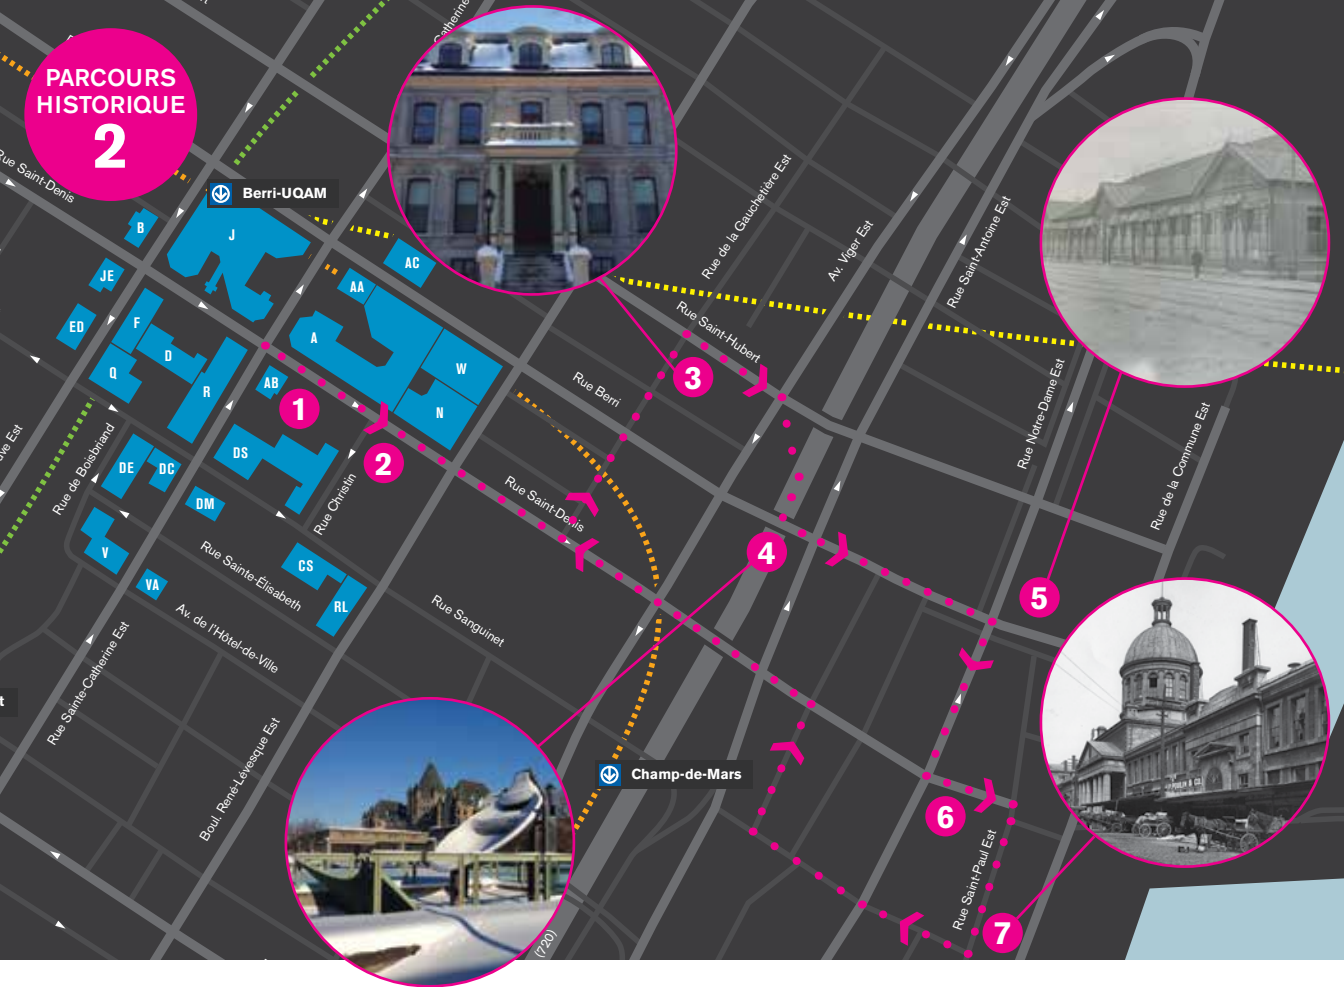 PARCOURS
HISTORIQUE
2
Catherine
Rue Saint-Denis
Berri-UQAM
B
J
JE
AC
AA
ED
F
D
A
Q
R
AB
W
N
1
2
3
Rue de la Gauchetière Est
Av. Viger Est
Rue Saint-Antoine Est
Rue Saint-Hubert
Rue Berri
Rue Notre-Dame Est
Rue de la Commune Est
Rue de Boisbriand
DE
DC
DS
DM
Rue Christin
Rue Saint-Denis
V
VA
CS
RL
Rue Sainte-Élisabeth
Av. de l'Hôtel-de-Ville
Rue Sanguinet
4
5
Rue Sainte-Catherine Est
Boul. René-Lévesque Est
Champ-de-Mars
6
Rue Saint-Paul Est
7
(720)